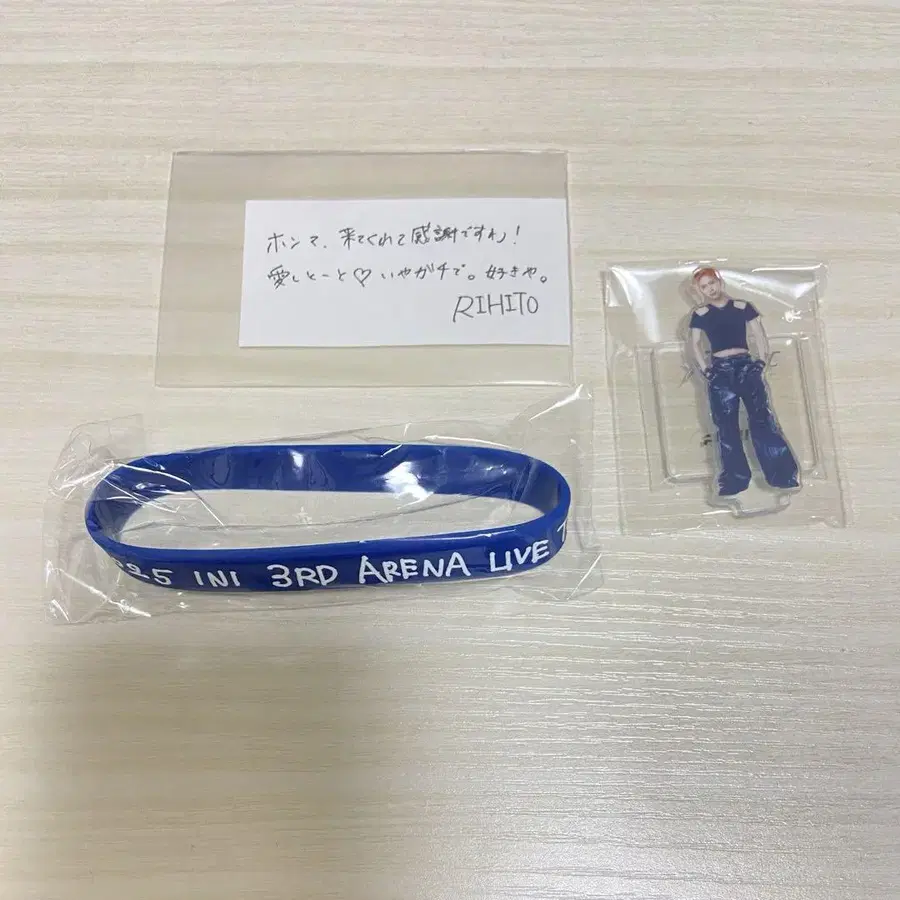 ホンマ、来てくれて感謝ですわ!
愛しとーと♡いやガチで。好きや。
RIHITO
25 INI 3RD ARENA LIVE T